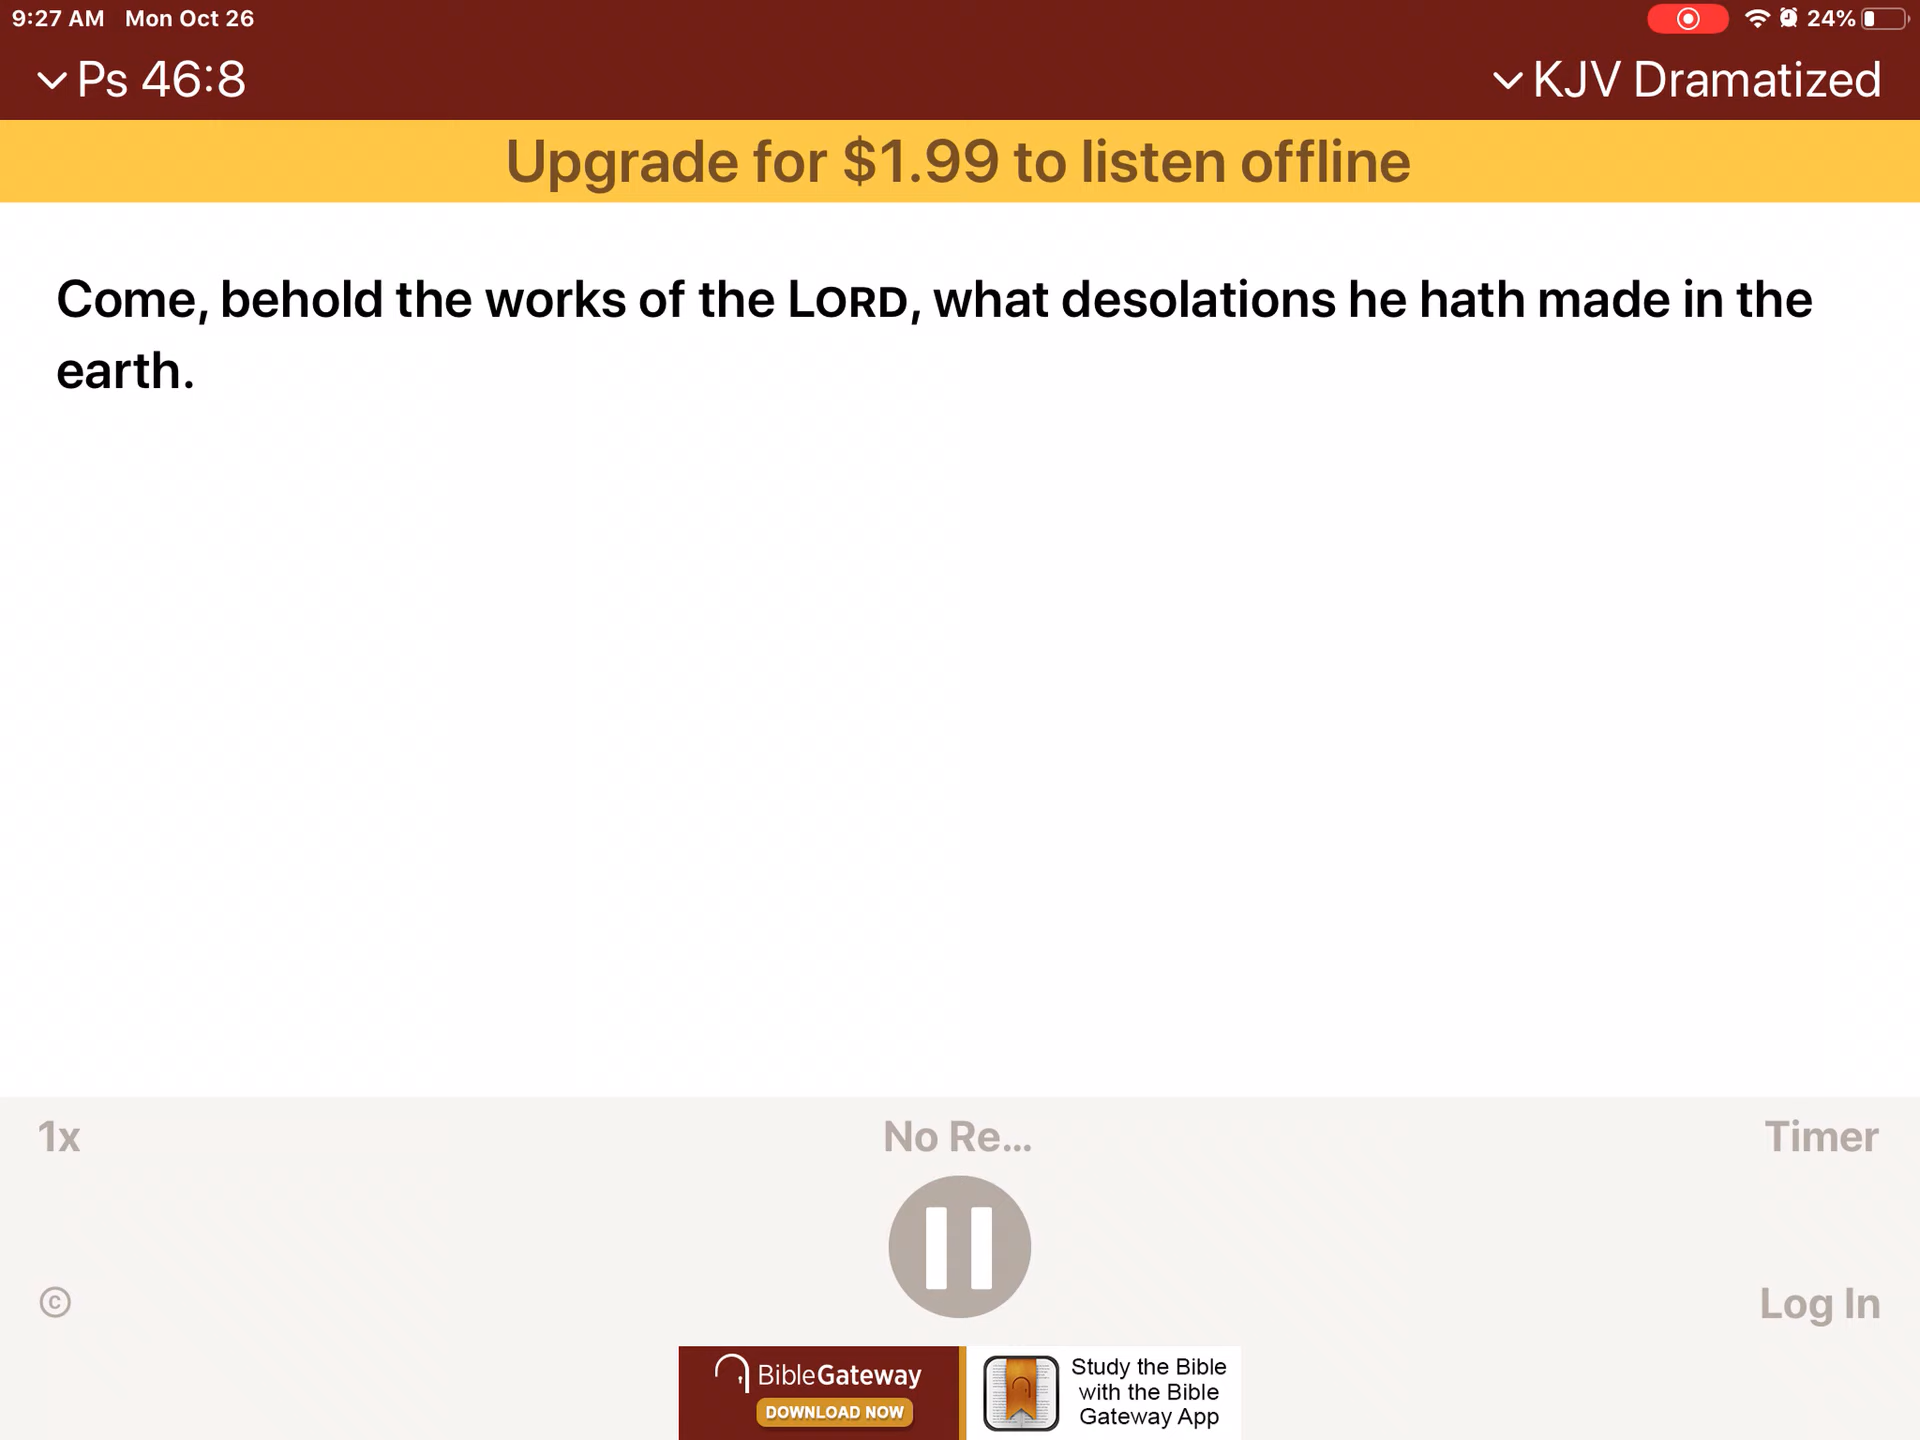 9:27 AM Mon Oct 26
24%
Ps 46:8
KJV Dramatized
Upgrade for $1.99 to listen offline
Come, behold the works of the LORD, what desolations he hath made in the
earth.
1x
No Re...
Timer
©
Log In
BibleGateway
DOWNLOAD NOW
Study the Bible
with the Bible
Gateway App